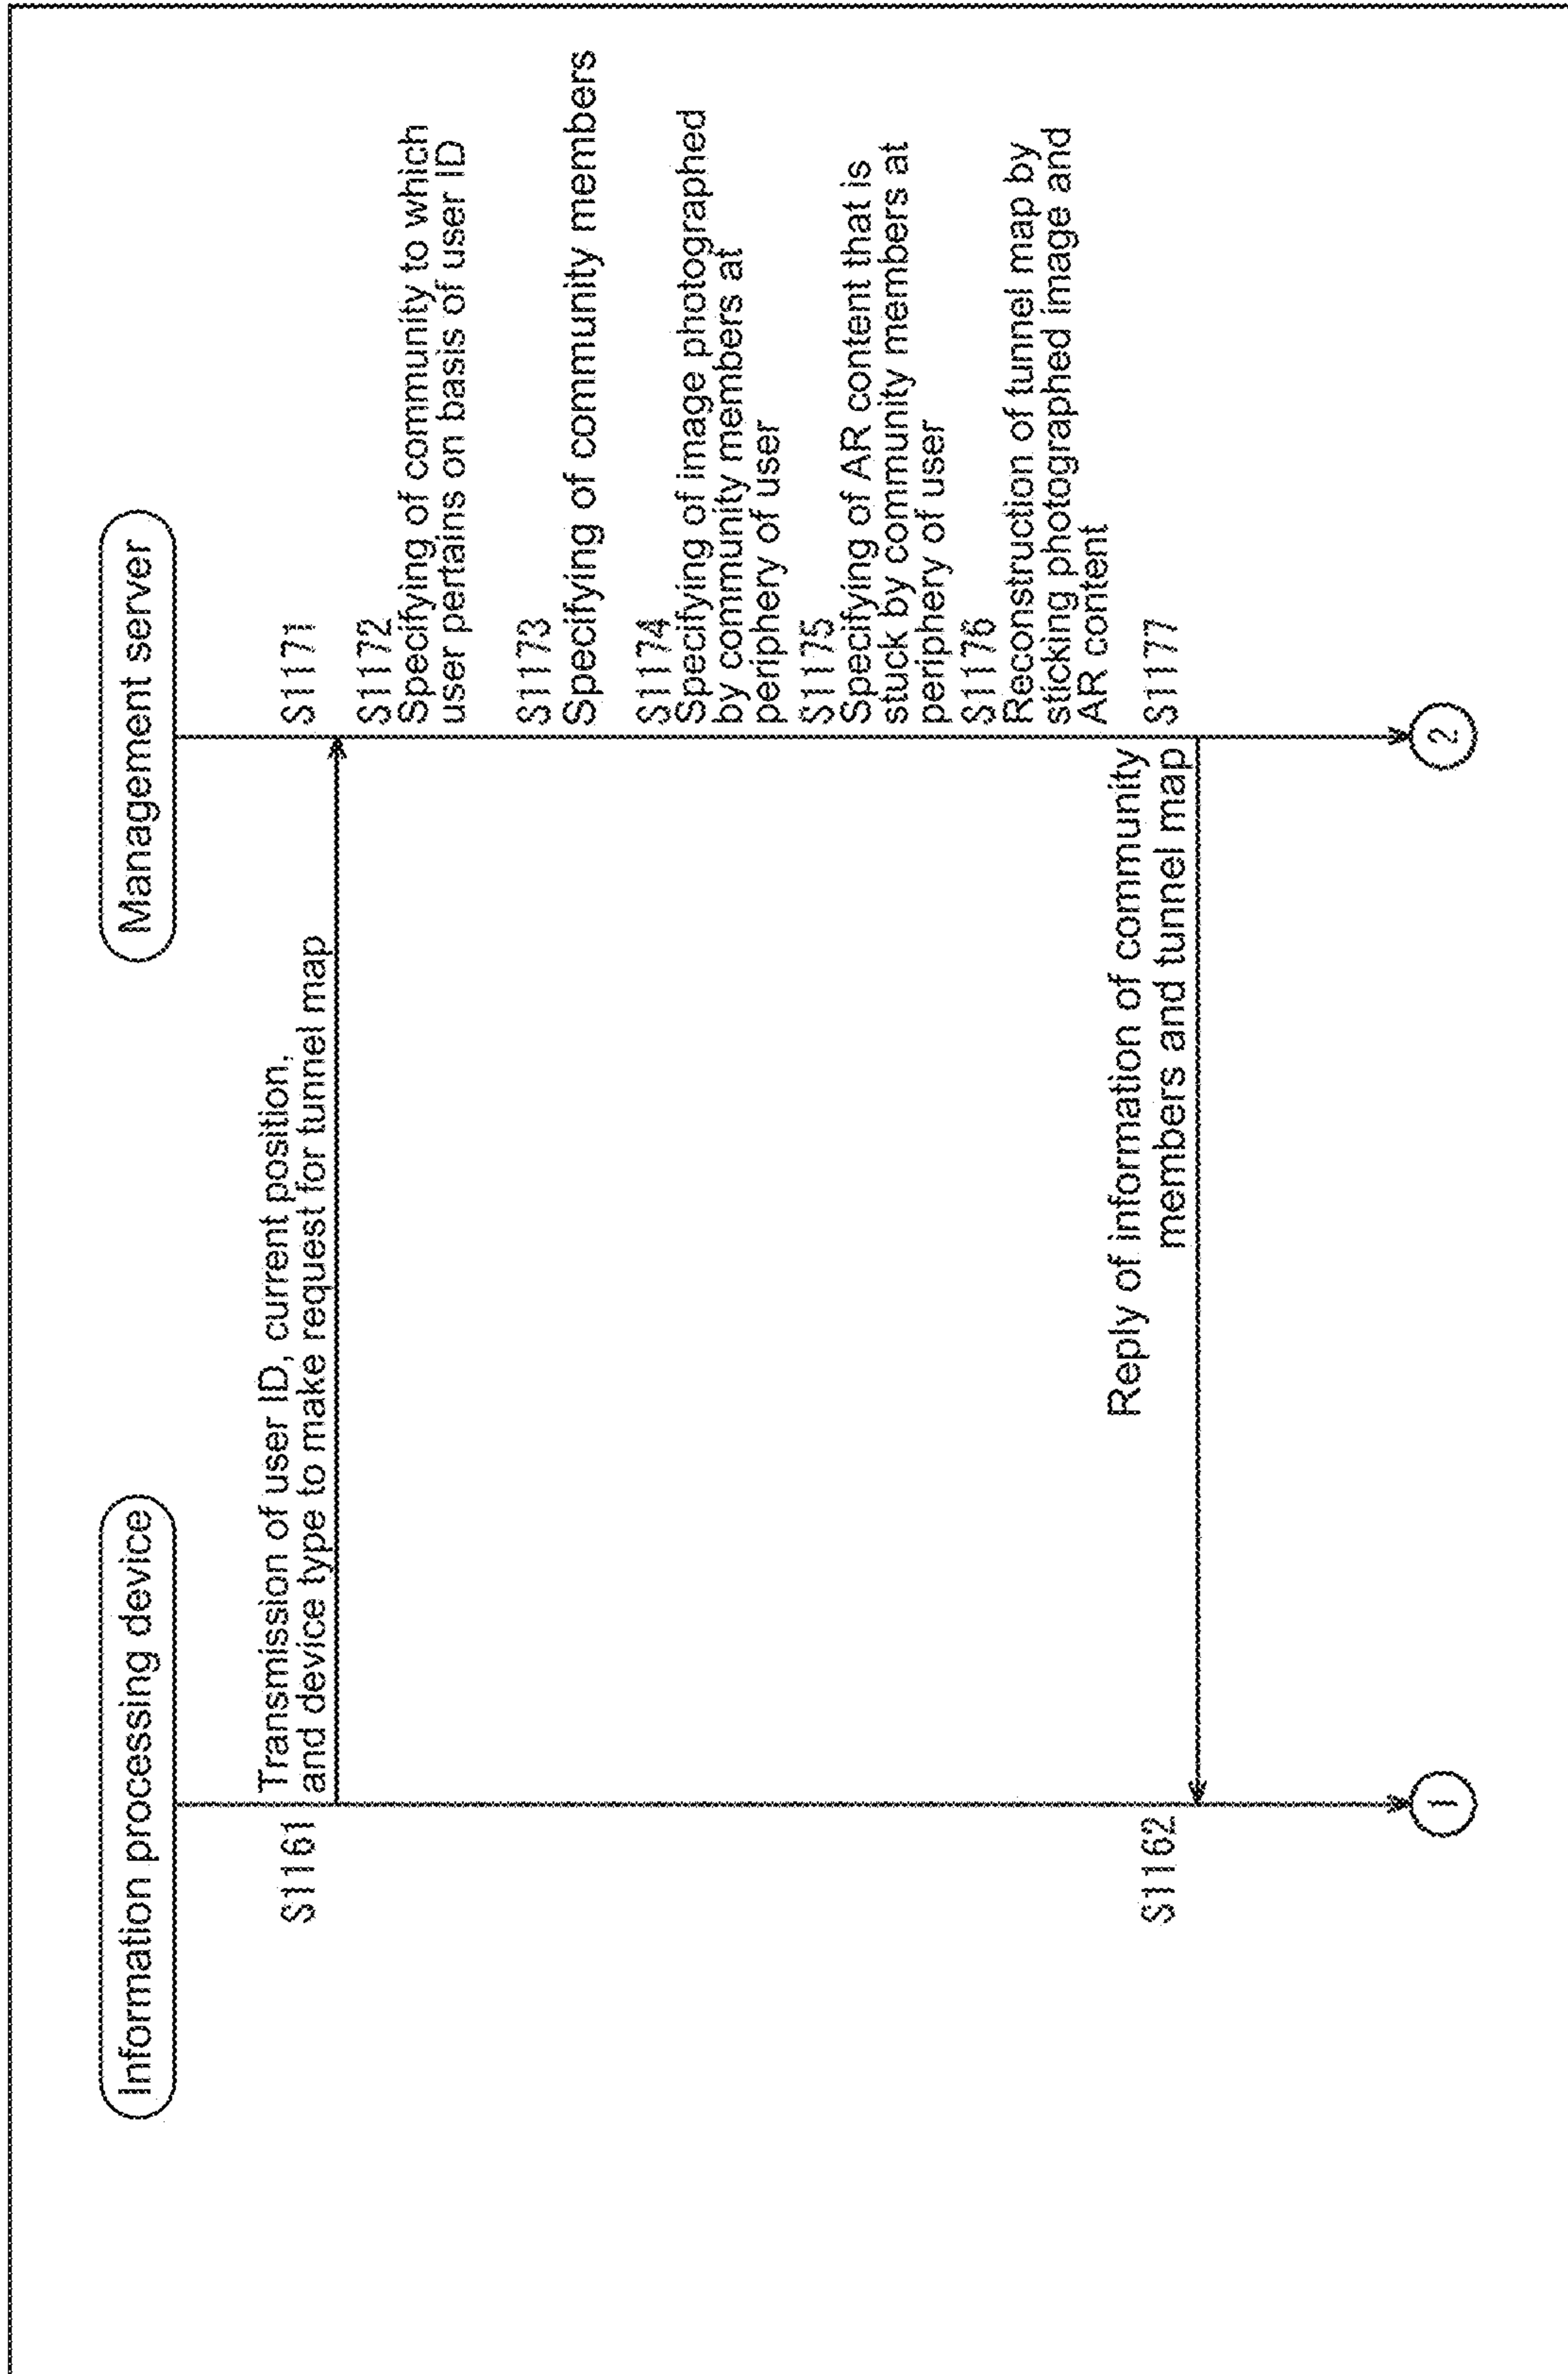 Information processing device
Management server
S1161
Transmission of user ID, current position,
and device type to make request for tunnel map
S1171
S1172
Specifying of community to which
user pertains on basis of user ID
S1173
Specifying of community members
S1174
Specifying of image photographed
by community members at
periphery of user
S1175
Specifying of AR content that is
stuck by community members at
periphery of user
S1176
Reconstruction of tunnel map by
sticking photographed image and
AR content
S1177
Reply of information of community
members and tunnel map
S1162
1
2